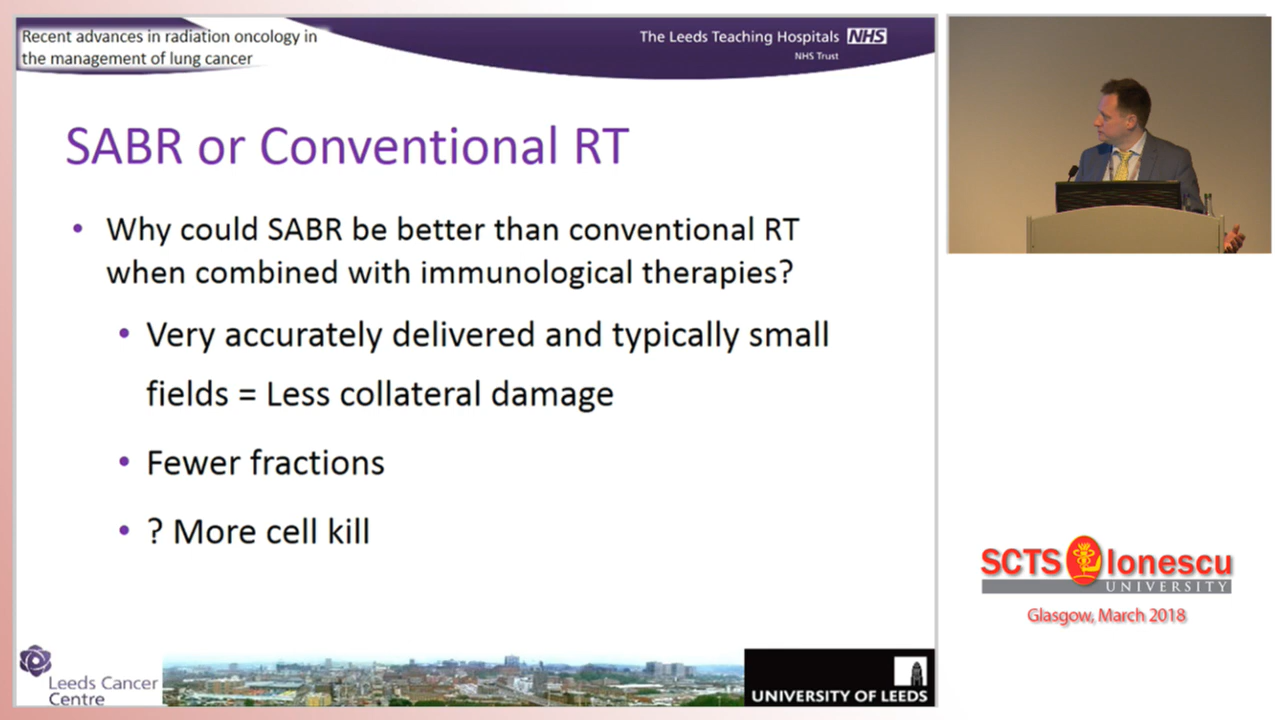 Recent advances in radiation oncology in
the management of lung cancer
The Leeds Teaching Hospitals NHS
NHS Trust
SABR or Conventional RT
• Why could SABR be better than conventional RT
when combined with immunological therapies?
• Very accurately delivered and typically small
fields = Less collateral damage
• Fewer fractions
• ? More cell kill
Leeds Cancer
Centre
UNIVERSITY OF LEEDS
SCTS Ionescu
UNIVERSITY
Glasgow, March 2018